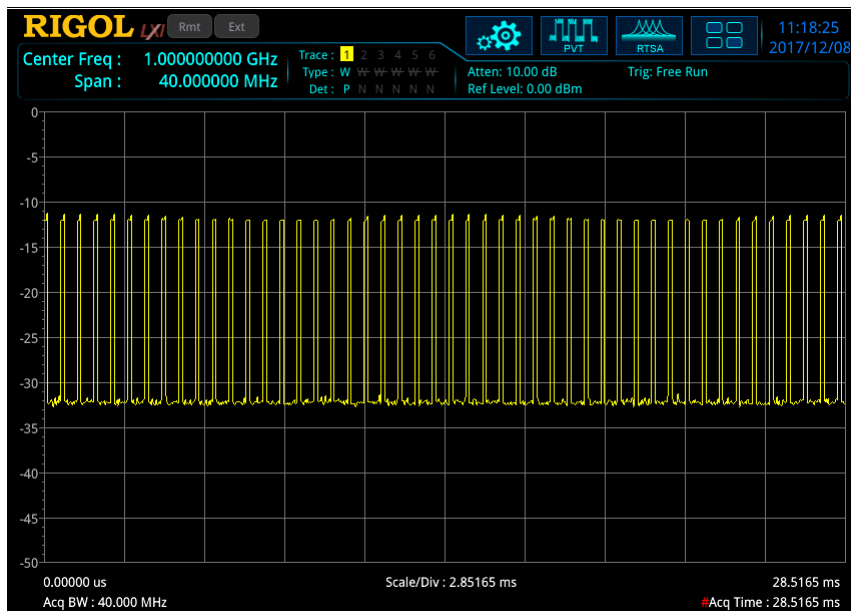 RIGOL LXI Rmt Ext
PVT RTSA
11:18:25
2017/12/08
Center Freq : 1.000000000 GHz
Span : 40.000000 MHz
Trace : 1 2 3 4 5 6
Type : W W W W W W
Det : P N N N N N
Atten: 10.00 dB
Ref Level: 0.00 dBm
Trig: Free Run
0
-5
-10
-15
-20
-25
-30
-35
-40
-45
-50
0.00000 us Scale/Div : 2.85165 ms 28.5165 ms
Acq BW : 40.000 MHz #Acq Time : 28.5165 ms